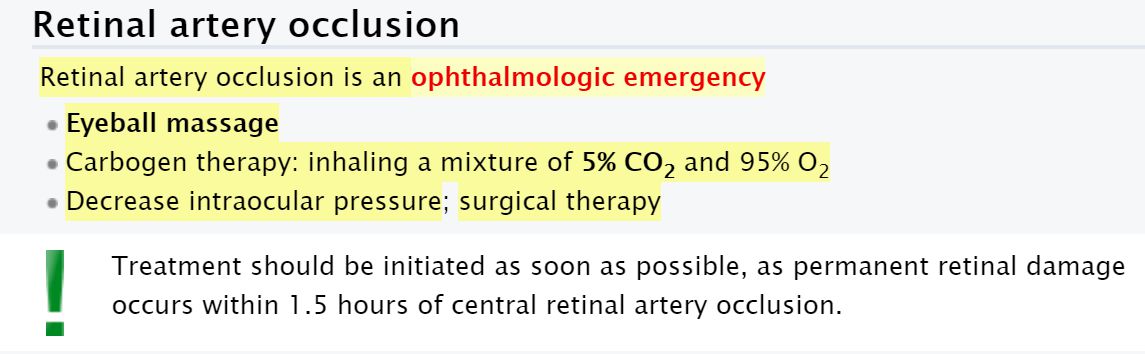 Retinal artery occlusion
Retinal artery occlusion is an ophthalmologic emergency
Eyeball massage
Carbogen therapy: inhaling a mixture of 5% CO₂ and 95% O₂
Decrease intraocular pressure; surgical therapy
Treatment should be initiated as soon as possible, as permanent retinal damage
occurs within 1.5 hours of central retinal artery occlusion.